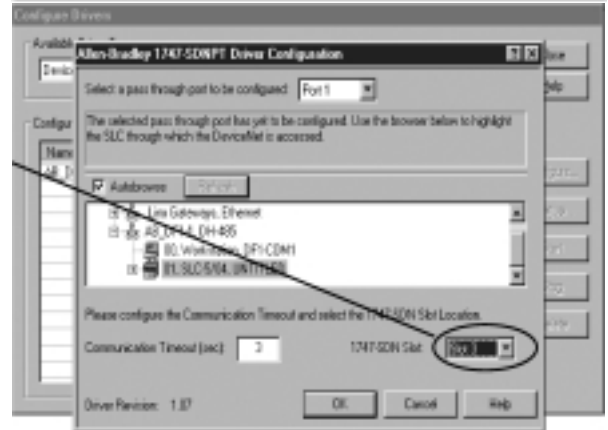 Configure Drivers
Allen-Bradley 1747-SDNPT Driver Configuration
Select a pass through port to be configured: Port 1
The selected pass through port has yet to be configured. Use the browser below to highlight
the SLC through which the DeviceNet is accessed.
Autobrowse Refresh
Linx Gateways, Ethernet
AB_DF1-1, DH-485
00, Workstation, DF1-COM1
01, SLC-5/04, UNTITLED
Please configure the Communication Timeout and select the 1747-SDN Slot Location.
Communication Timeout (sec): 3
1747-SDN Slot:
Driver Revision: 1.07
OK
Cancel
Help